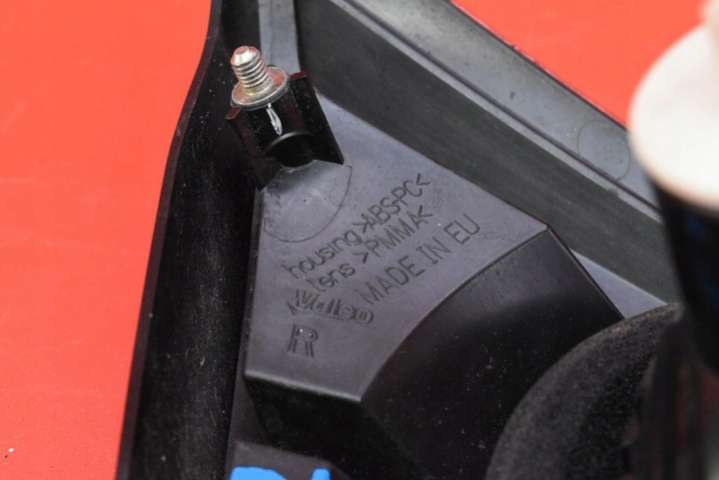 housing >ABS-PC<
lens >PMMA<
Valeo MADE IN EU
R